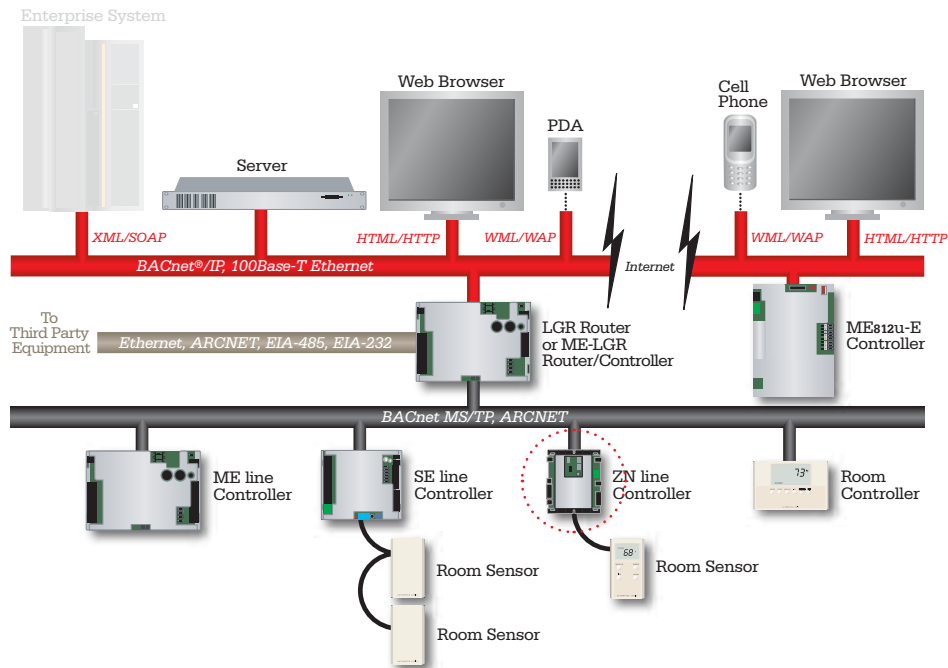 Enterprise System
Server
Web Browser
PDA
Cell
Phone
Web Browser
XML/SOAP
HTML/HTTP
WML/WAP
WML/WAP
HTML/HTTP
BACnet®/IP, 100Base-T Ethernet
Internet
To
Third Party
Equipment
Ethernet, ARCNET, EIA-485, EIA-232
LGR Router
or ME-LGR
Router/Controller
ME812u-E
Controller
BACnet MS/TP, ARCNET
ME line
Controller
SE line
Controller
ZN line
Controller
73°
Room
Controller
68°
Room Sensor
Room Sensor
Room Sensor